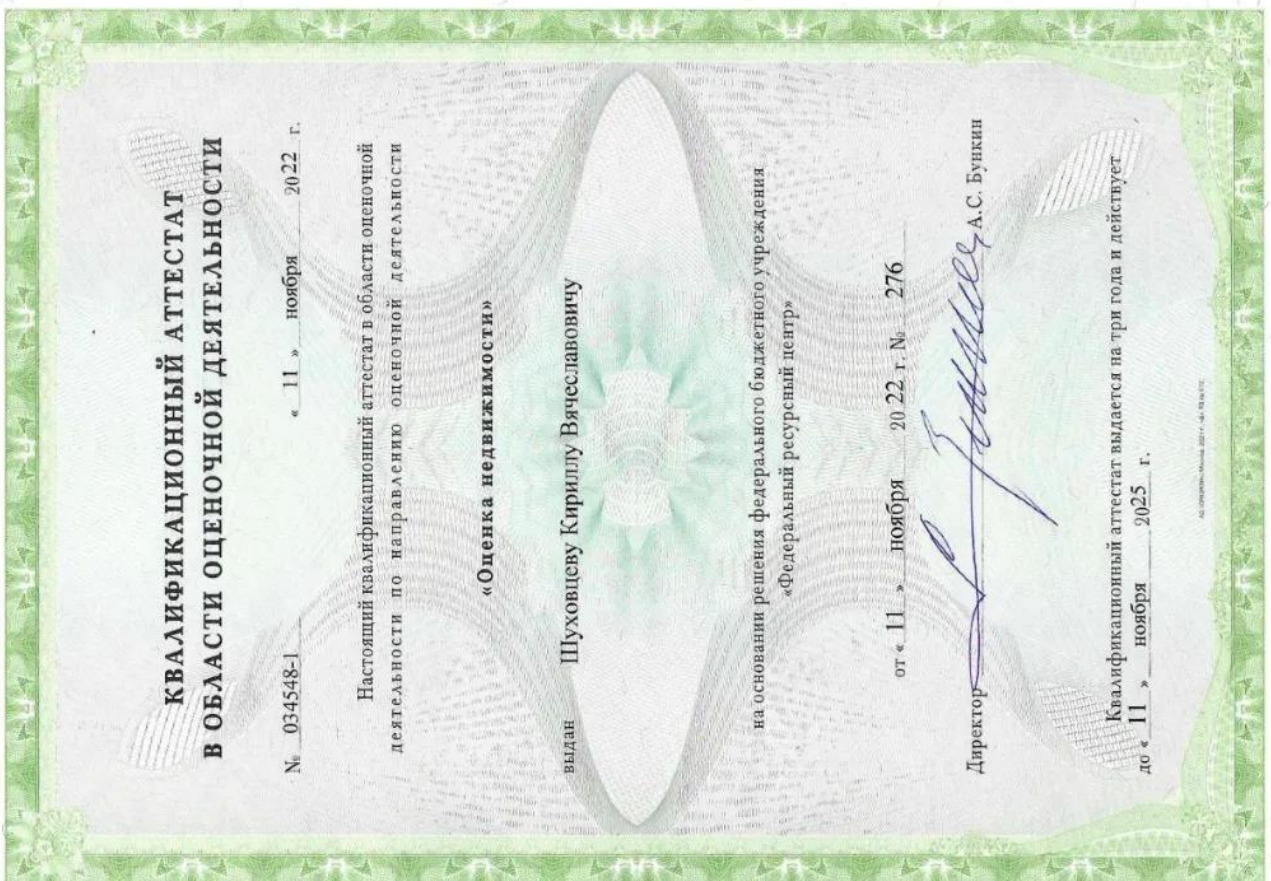 КВАЛИФИКАЦИОННЫЙ АТТЕСТАТ
В ОБЛАСТИ ОЦЕНОЧНОЙ ДЕЯТЕЛЬНОСТИ
№ 034548-1 « 11 » ноября 2022 г.
Настоящий квалификационный аттестат в области оценочной
деятельности по направлению оценочной деятельности
«Оценка недвижимости»
выдан Шуховцеву Кириллу Вячеславовичу
на основании решения федерального бюджетного учреждения
«Федеральный ресурсный центр»
от « 11 » ноября 20 22 г. № 276
Директор А.С. Бункин
Квалификационный аттестат выдается на три года и действует
до « 11 » ноября 2025 г.